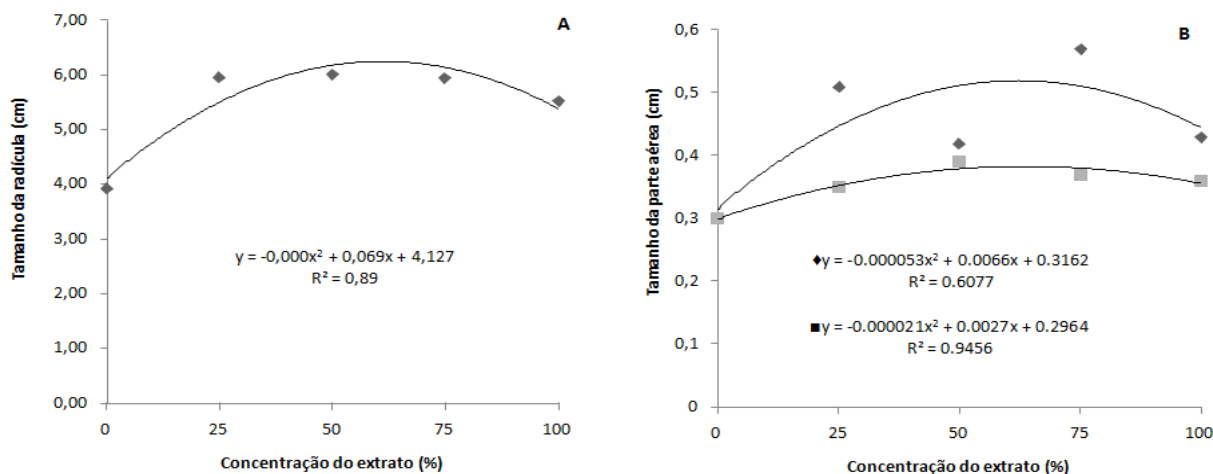 A
7,00
6,00
5,00
4,00
3,00
2,00
1,00
0,00
Tamanho da radícula (cm)
y = -0,000x² + 0,069x + 4,127
R² = 0,89
0 25 50 75 100
Concentração do extrato (%)
B
0,6
0,5
0,4
0,3
0,2
0,1
0
Tamanho da parte aérea (cm)
♦y = -0.000053x² + 0.0066x + 0.3162
R² = 0.6077
■y = -0.000021x² + 0.0027x + 0.2964
R² = 0.9456
0 25 50 75 100
Concentração do extrato (%)